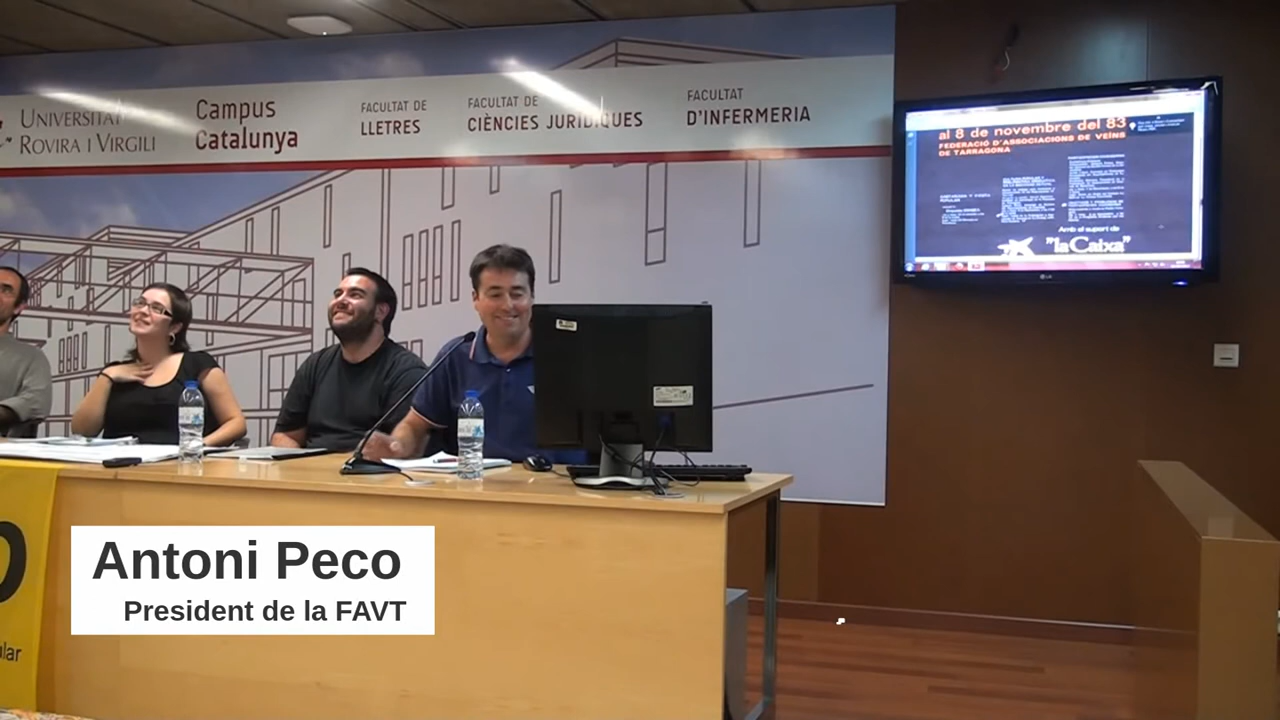 UNIVERSITAT
ROVIRA I VIRGILI
Campus
Catalunya
FACULTAT DE
LLETRES
FACULTAT DE
CIÈNCIES JURÍDIQUES
FACULTAT
D'INFERMERIA
al 8 de novembre del 83
FEDERACIÓ D'ASSOCIACIONS DE VEÏNS
DE TARRAGONA
Amb el suport de
"la Caixa"
LG
Antoni Peco
President de la FAVT